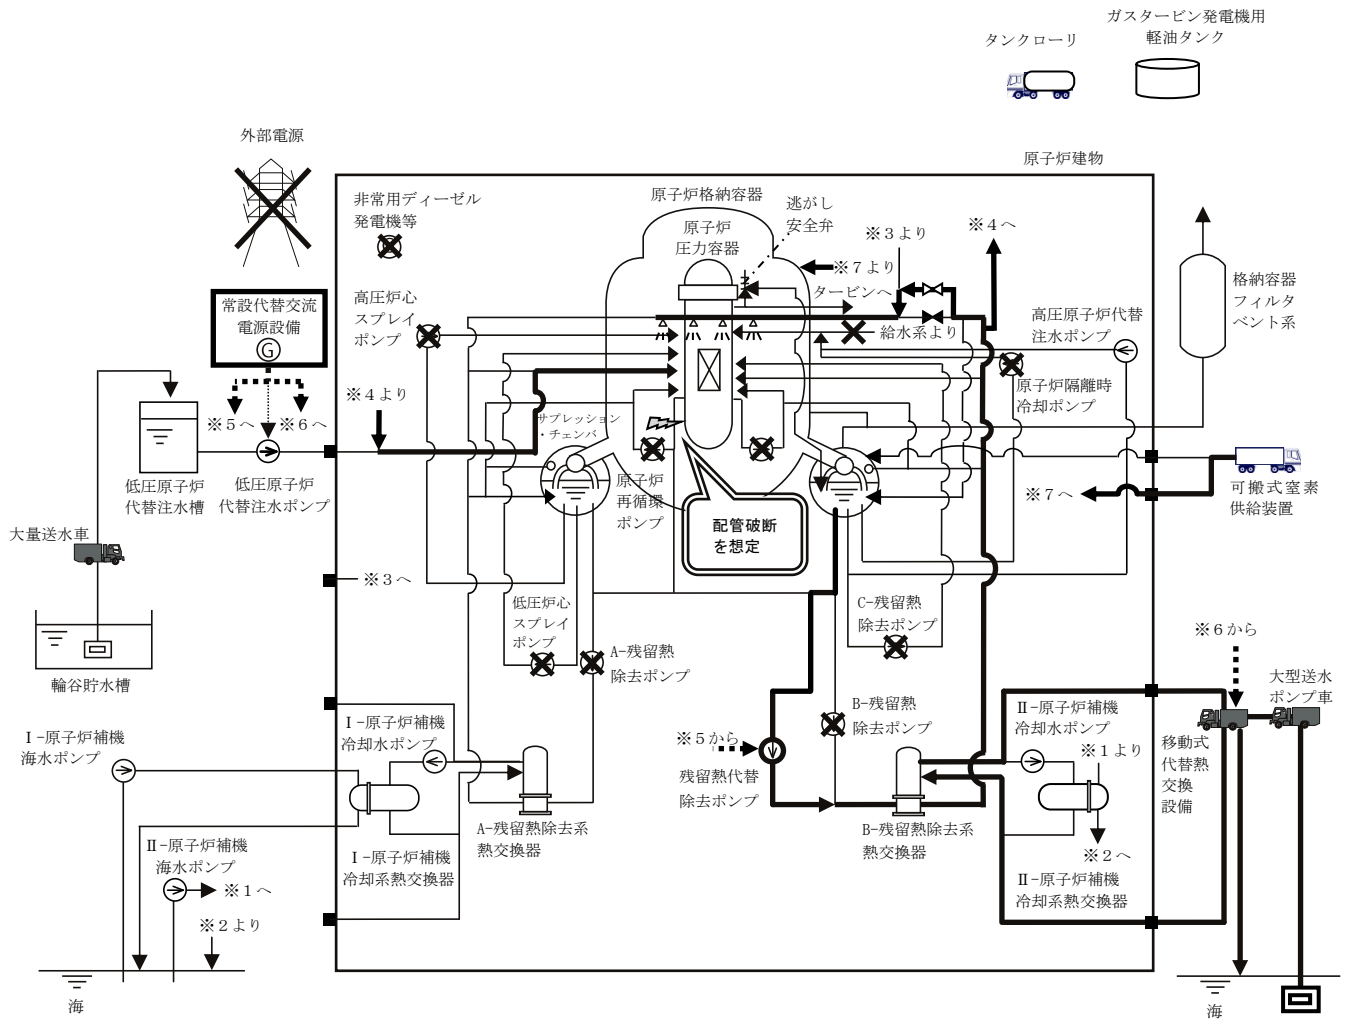 ガスタービン発電機用
軽油タンク
タンクローリ
外部電源
原子炉建物
非常用ディーゼル
発電機等
原子炉格納容器
逃がし
安全弁
原子炉
圧力容器
※3より
※4へ
※7より
タービンへ
格納容器
フィルタ
ベント系
常設代替交流
電源設備
G
高圧炉心
スプレイ
ポンプ
給水系より
高圧原子炉代替
注水ポンプ
原子炉隔離時
冷却ポンプ
※4より
※5へ
※6へ
サプレッション
・チェンバ
低圧原子炉
代替注水槽
低圧原子炉
代替注水ポンプ
原子炉
再循環
ポンプ
配管破断
を想定
※7へ
可搬式窒素
供給装置
大量送水車
※3へ
低圧炉心
スプレイ
ポンプ
A-残留熱
除去ポンプ
C-残留熱
除去ポンプ
※6から
輪谷貯水槽
大型送水
ポンプ車
Ⅰ-原子炉補機
海水ポンプ
Ⅰ-原子炉補機
冷却水ポンプ
※5から
残留熱代替
除去ポンプ
B-残留熱
除去ポンプ
Ⅱ-原子炉補機
冷却水ポンプ
※1より
移動式
代替熱
交換
設備
A-残留熱除去系
熱交換器
B-残留熱除去系
熱交換器
※2へ
Ⅱ-原子炉補機
海水ポンプ
※1へ
Ⅰ-原子炉補機
冷却系熱交換器
Ⅱ-原子炉補機
冷却系熱交換器
※2より
海
海